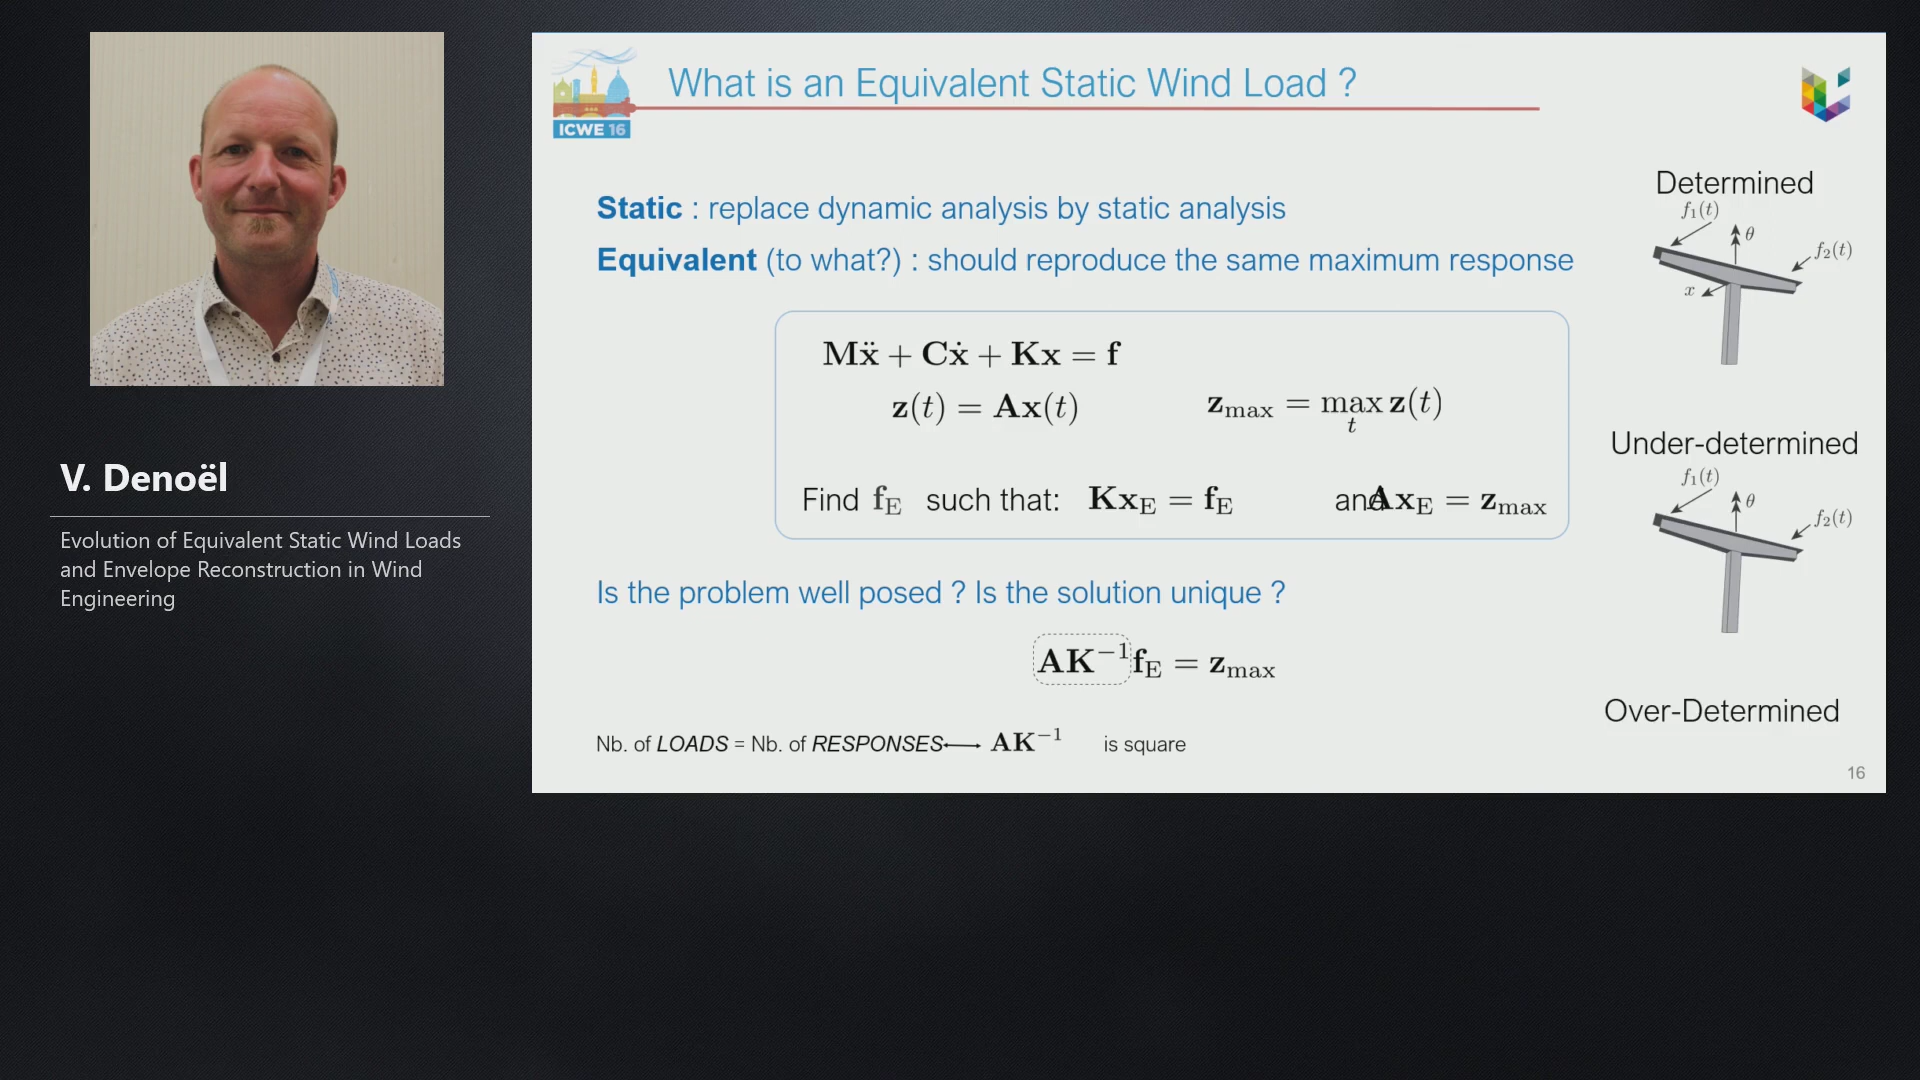 V. Denoël
Evolution of Equivalent Static Wind Loads
and Envelope Reconstruction in Wind
Engineering
ICWE 16
What is an Equivalent Static Wind Load ?
Static : replace dynamic analysis by static analysis
Equivalent (to what?) : should reproduce the same maximum response
Mẍ + Cẋ + Kx = f
z(t) = Ax(t)
z_max = max_t z(t)
Find f_E such that: Kx_E = f_E and Ax_E = z_max
Is the problem well posed ? Is the solution unique ?
AK⁻¹f_E = z_max
Nb. of LOADS = Nb. of RESPONSES ⟷ AK⁻¹ is square
Determined
f₁(t)
θ
f₂(t)
x
Under-determined
f₁(t)
θ
f₂(t)
Over-Determined
16